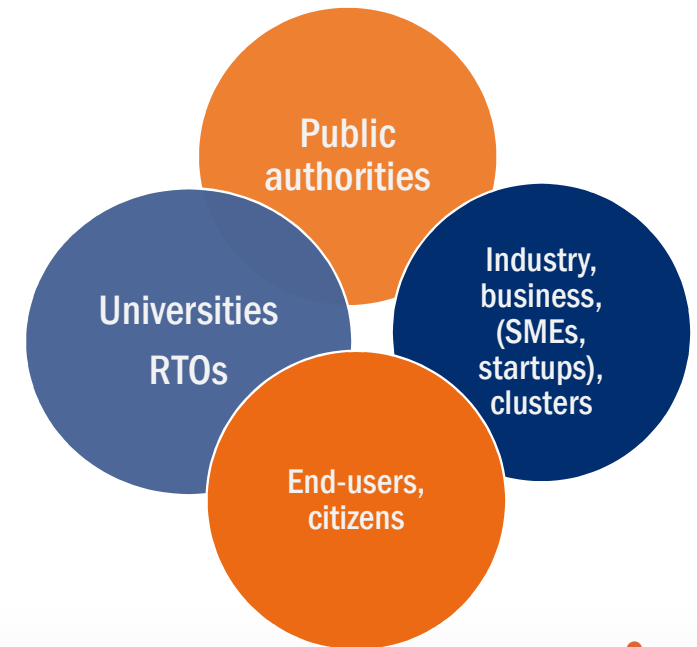 Public
authorities
Universities
RTOs
Industry,
business,
(SMEs,
startups),
clusters
End-users,
citizens